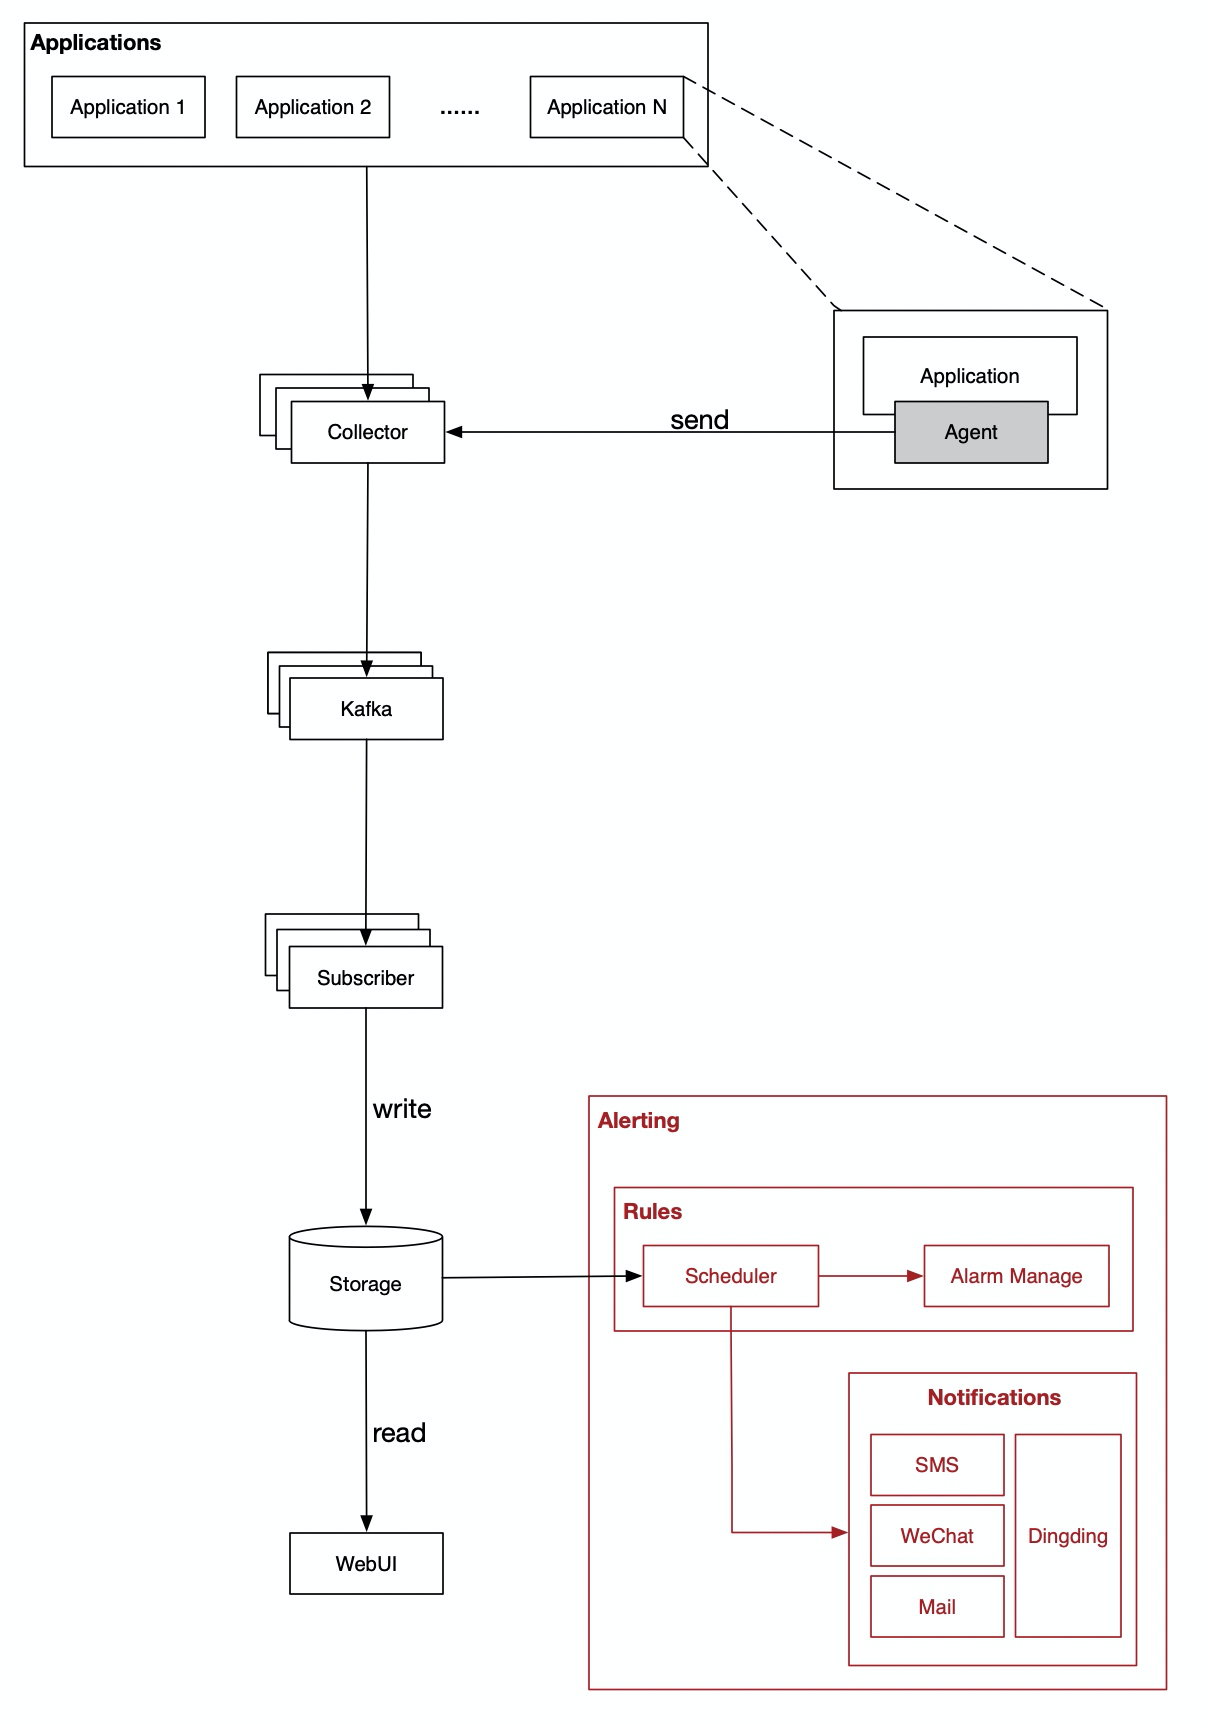 Applications
Application 1
Application 2
......
Application N
Application
Agent
send
Collector
Kafka
Subscriber
write
Storage
read
WebUI
Alerting
Rules
Scheduler
Alarm Manage
Notifications
SMS
WeChat
Mail
Dingding